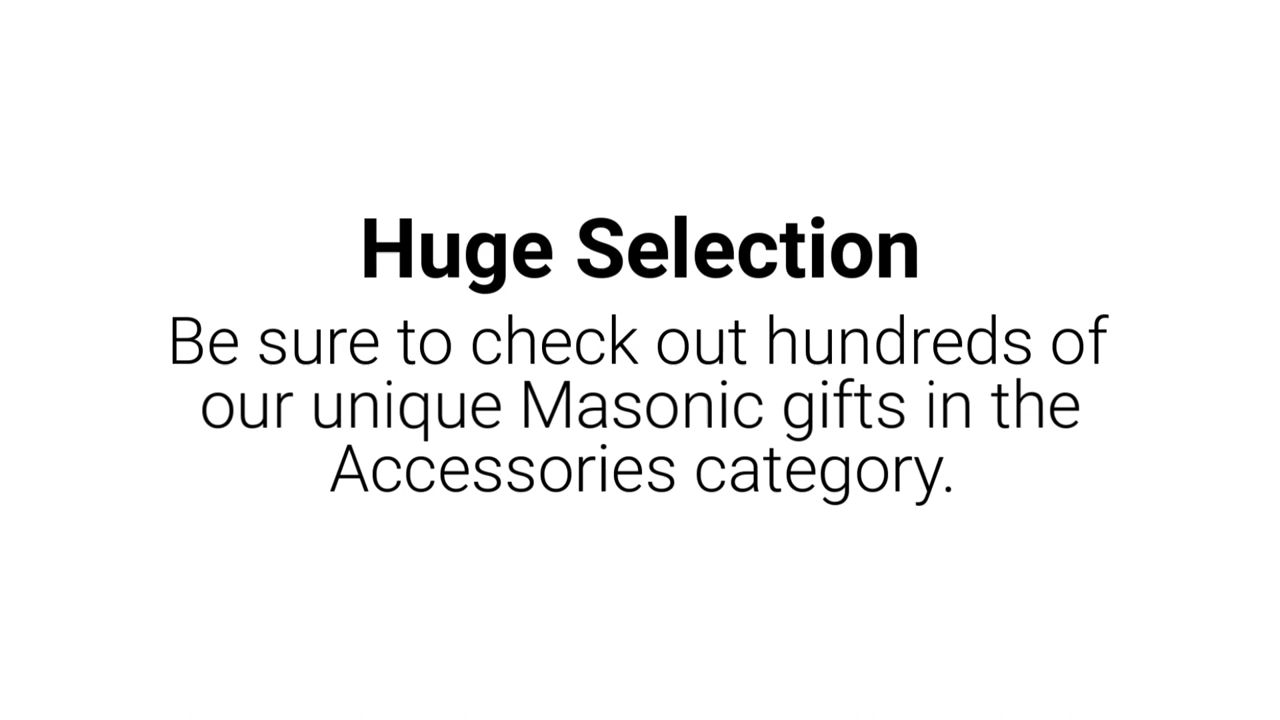 Huge Selection
Be sure to check out hundreds of
our unique Masonic gifts in the
Accessories category.